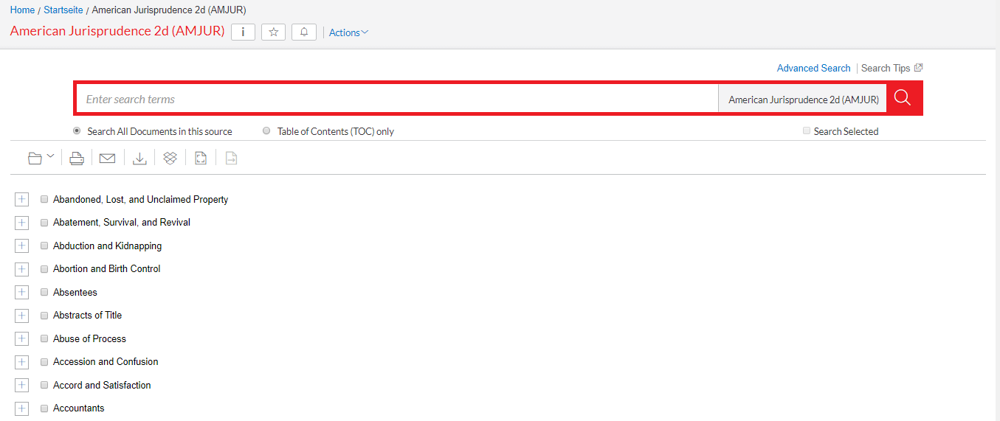 Home / Startseite / American Jurisprudence 2d (AMJUR)
American Jurisprudence 2d (AMJUR) i Actions
Advanced Search | Search Tips
Enter search terms American Jurisprudence 2d (AMJUR)
Search All Documents in this source Table of Contents (TOC) only Search Selected
Abandoned, Lost, and Unclaimed Property
Abatement, Survival, and Revival
Abduction and Kidnapping
Abortion and Birth Control
Absentees
Abstracts of Title
Abuse of Process
Accession and Confusion
Accord and Satisfaction
Accountants